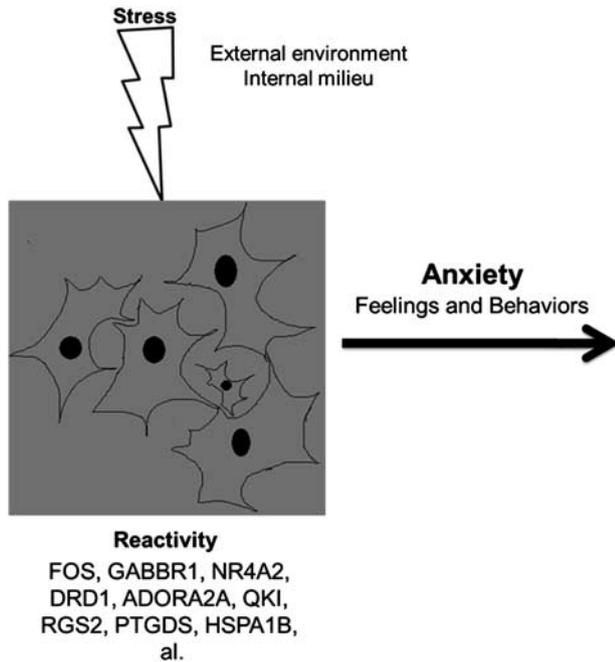 Stress
External environment
Internal milieu
Anxiety
Feelings and Behaviors
Reactivity
FOS, GABBR1, NR4A2,
DRD1, ADORA2A, QKI,
RGS2, PTGDS, HSPA1B,
al.